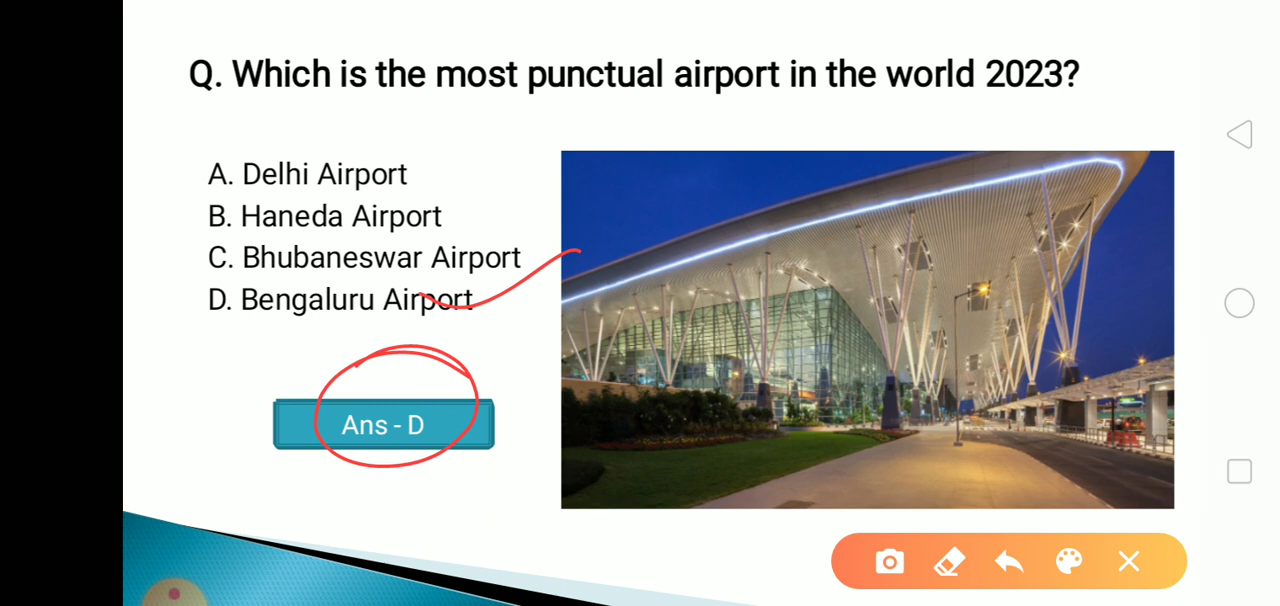 Q. Which is the most punctual airport in the world 2023?
A. Delhi Airport
B. Haneda Airport
C. Bhubaneswar Airport
D. Bengaluru Airport
Ans - D